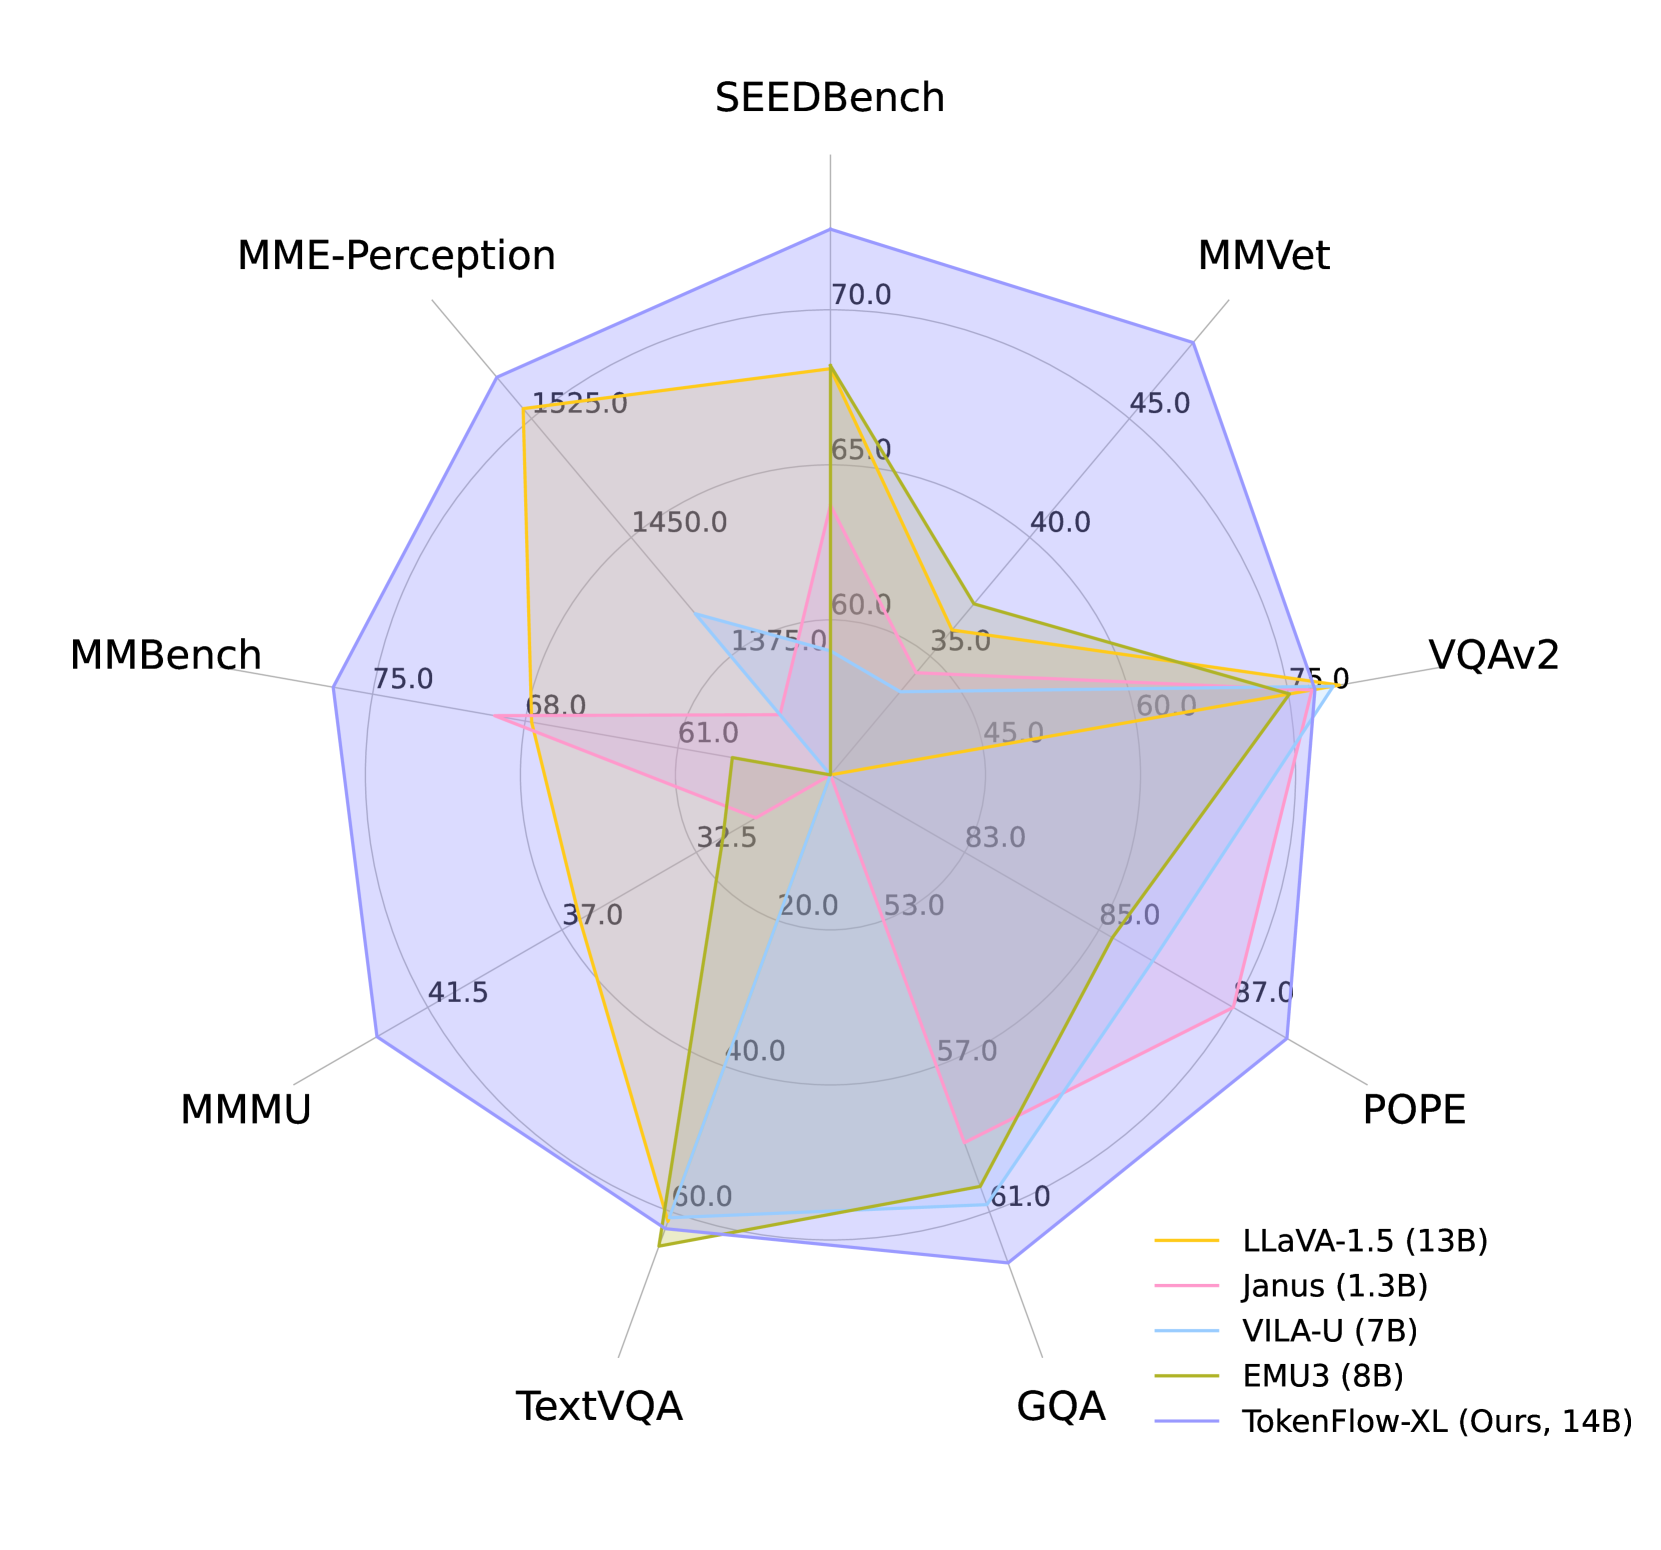 SEEDBench
MME-Perception
MMVet
70.0
1525.0
45.0
65.0
1450.0
40.0
60.0
1375.0
35.0
MMBench
VQAv2
75.0
75.0
68.0
60.0
61.0
45.0
32.5
83.0
20.0
53.0
37.0
85.0
41.5
87.0
40.0
57.0
MMMU
POPE
60.0
61.0
TextVQA
GQA
LLaVA-1.5 (13B)
Janus (1.3B)
VILA-U (7B)
EMU3 (8B)
TokenFlow-XL (Ours, 14B)